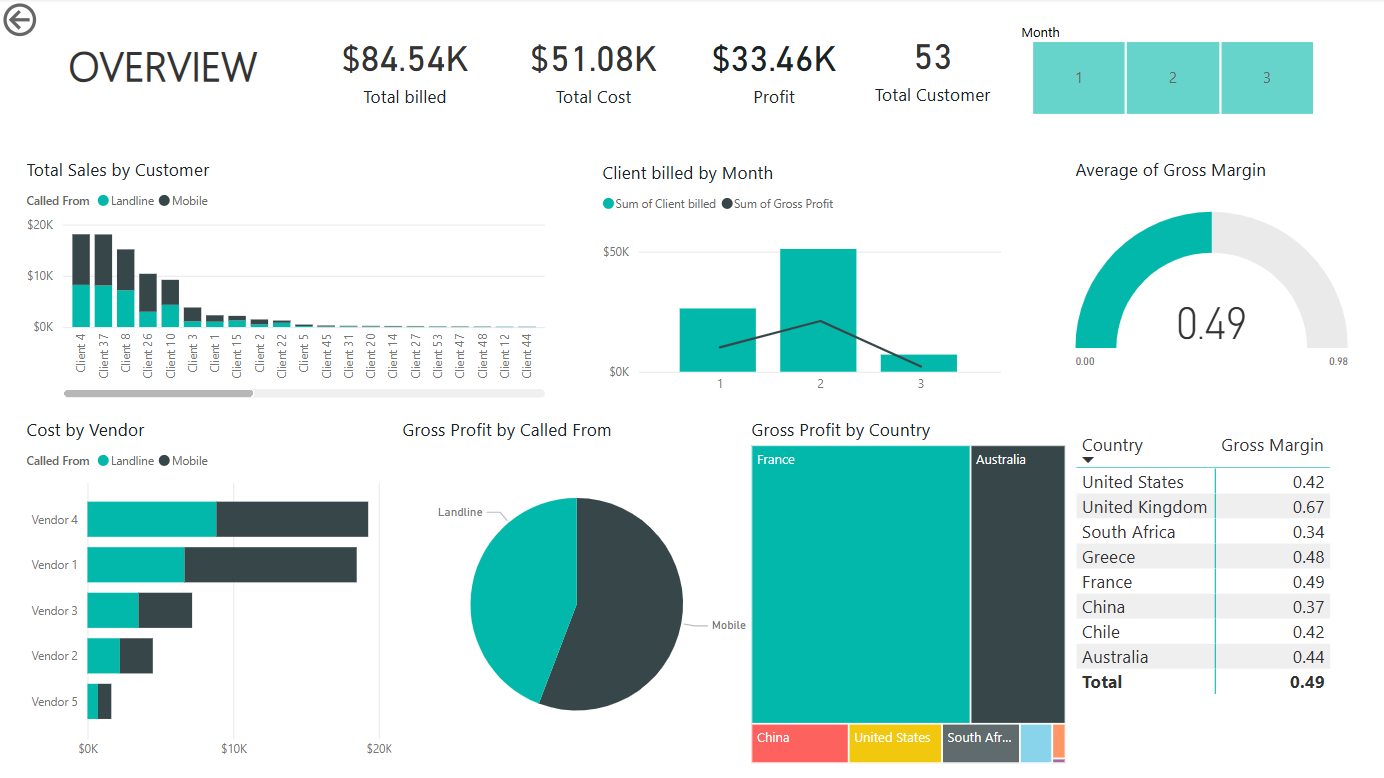 OVERVIEW
$84.54K
Total billed
$51.08K
Total Cost
$33.46K
Profit
53
Total Customer
Month
1
2
3
Total Sales by Customer
Called From Landline Mobile
$20K
$10K
$0K
Client 4
Client 37
Client 8
Client 26
Client 10
Client 3
Client 1
Client 15
Client 2
Client 22
Client 5
Client 45
Client 31
Client 20
Client 14
Client 27
Client 53
Client 47
Client 48
Client 12
Client 44
Client billed by Month
Sum of Client billed Sum of Gross Profit
$50K
$0K
1
2
3
Average of Gross Margin
0.49
0.00
0.98
Cost by Vendor
Called From Landline Mobile
Vendor 4
Vendor 1
Vendor 3
Vendor 2
Vendor 5
$0K
$10K
$20K
Gross Profit by Called From
Landline
Mobile
Gross Profit by Country
France
Australia
China
United States
South Afr...
Country Gross Margin
United States 0.42
United Kingdom 0.67
South Africa 0.34
Greece 0.48
France 0.49
China 0.37
Chile 0.42
Australia 0.44
Total 0.49